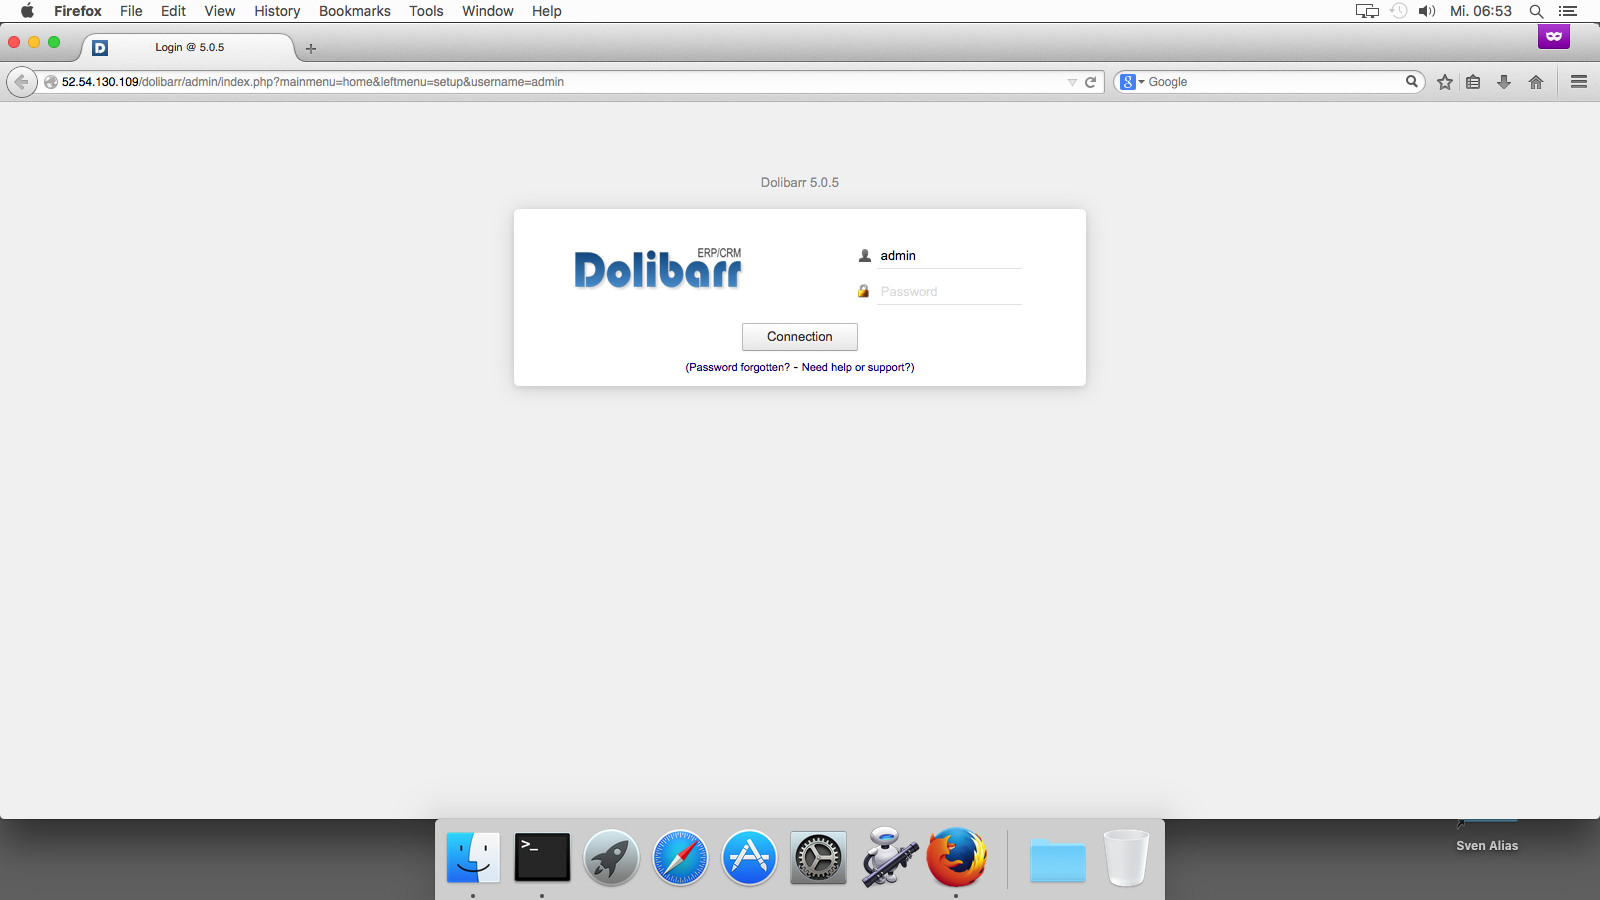 Firefox File Edit View History Bookmarks Tools Window Help Mi. 06:53
Login @ 5.0.5
52.54.130.109/dolibarr/admin/index.php?mainmenu=home&leftmenu=setup&username=admin
Google
Dolibarr 5.0.5
ERP/CRM
Dolibarr
admin
Password
Connection
(Password forgotten? - Need help or support?)
Sven Alias